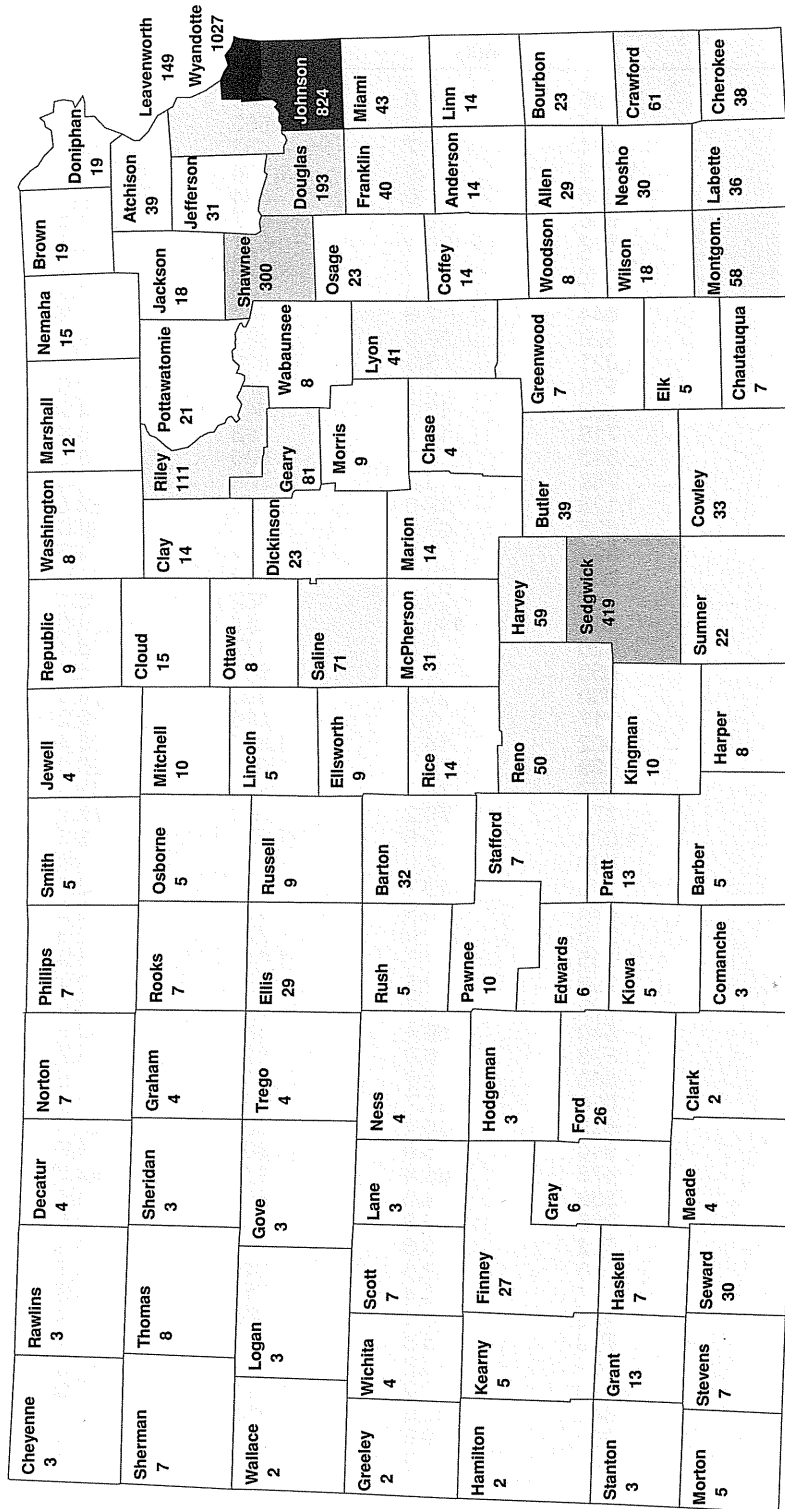 Cheyenne
3
Rawlins
3
Decatur
4
Norton
7
Phillips
7
Smith
5
Jewell
4
Republic
9
Washington
8
Marshall
12
Nemaha
15
Brown
19
Doniphan
19
Sherman
7
Thomas
8
Sheridan
3
Graham
4
Rooks
7
Osborne
5
Mitchell
10
Cloud
15
Clay
14
Riley
111
Pottawatomie
21
Jackson
18
Atchison
39
Jefferson
31
Leavenworth
149
Wyandotte
1027
Wallace
2
Logan
3
Gove
3
Trego
4
Ellis
29
Russell
9
Lincoln
5
Ottawa
8
Saline
71
Dickinson
23
Geary
81
Morris
9
Wabaunsee
8
Shawnee
300
Osage
23
Douglas
193
Johnson
824
Franklin
40
Miami
43
Greeley
2
Wichita
4
Scott
7
Lane
3
Ness
4
Rush
5
Barton
32
Ellsworth
9
Rice
14
McPherson
31
Marion
14
Chase
4
Lyon
41
Coffey
14
Anderson
14
Linn
14
Hamilton
2
Kearny
5
Finney
27
Gray
6
Hodgeman
3
Ford
26
Pawnee
10
Edwards
6
Stafford
7
Reno
50
Harvey
59
Sedgwick
419
Butler
39
Greenwood
7
Woodson
8
Allen
29
Bourbon
23
Stanton
3
Grant
13
Haskell
7
Kiowa
5
Pratt
13
Kingman
10
Elk
5
Wilson
18
Neosho
30
Crawford
61
Morton
5
Stevens
7
Seward
30
Meade
4
Clark
2
Comanche
3
Barber
5
Harper
8
Sumner
22
Cowley
33
Chautauqua
7
Montgom.
58
Labette
36
Cherokee
38